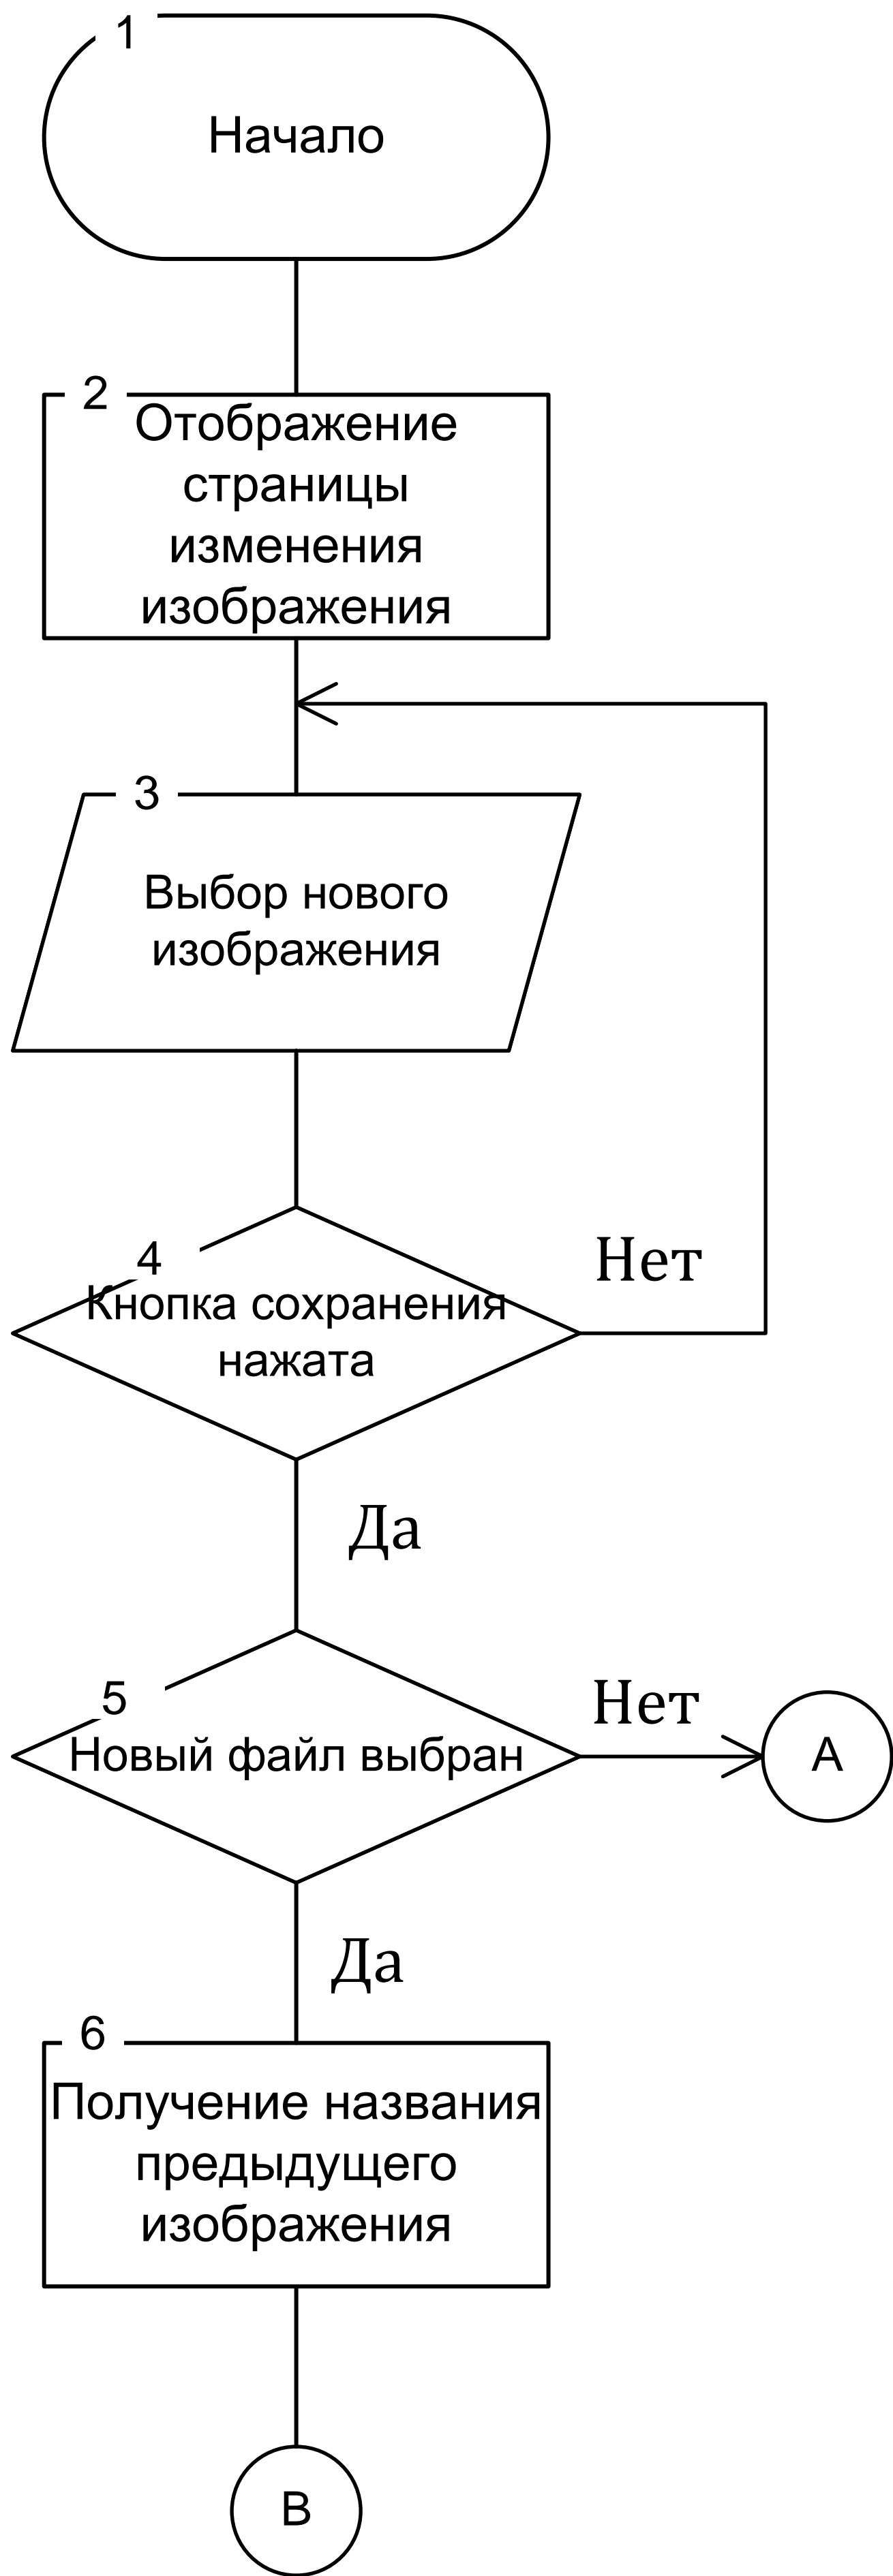 1
Начало
2
Отображение
страницы
изменения
изображения
3
Выбор нового
изображения
4
Кнопка сохранения
нажата
Нет
Да
5
Новый файл выбран
Нет
А
Да
6
Получение названия
предыдущего
изображения
В